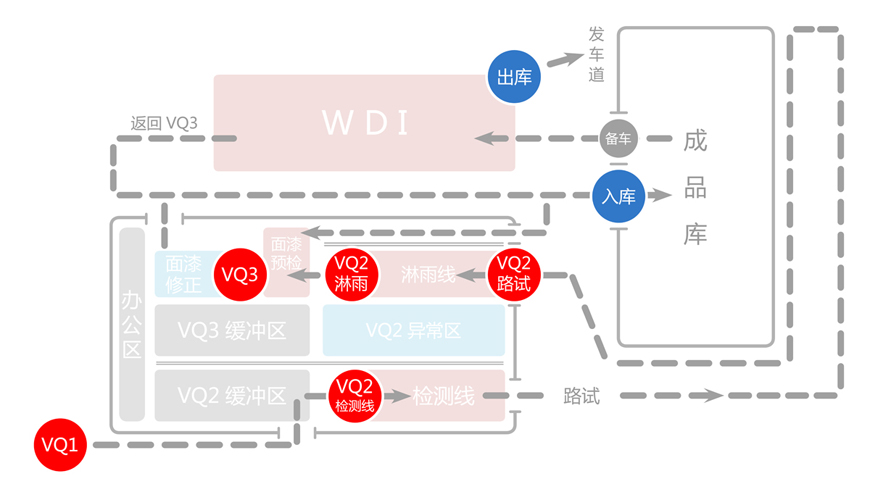 发
车
道
出库
WDI
返回 VQ3
备车
成
品
库
入库
面漆
预检
面漆
修正
VQ3
VQ2
淋雨
淋雨线
VQ2
路试
办
公
区
VQ3 缓冲区
VQ2 异常区
VQ2 缓冲区
VQ2
检测线
检测线
路试
VQ1